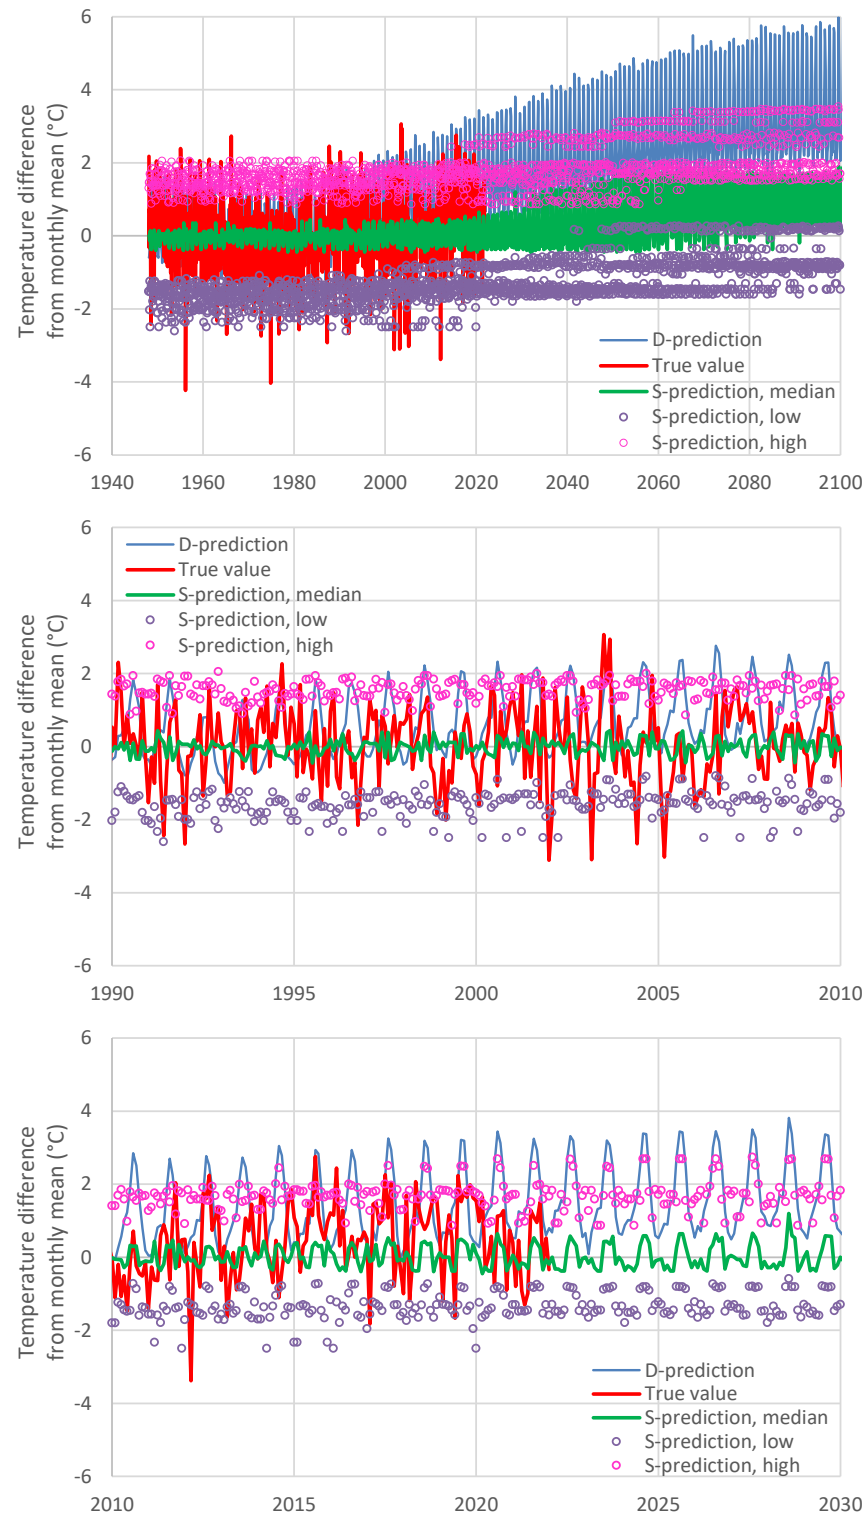 6
4
2
0
-2
-4
-6
Temperature difference
from monthly mean (°C)
D-prediction
True value
S-prediction, median
S-prediction, low
S-prediction, high
1940 1960 1980 2000 2020 2040 2060 2080 2100
6
4
2
0
-2
-4
-6
Temperature difference
from monthly mean (°C)
D-prediction
True value
S-prediction, median
S-prediction, low
S-prediction, high
1990 1995 2000 2005 2010
6
4
2
0
-2
-4
-6
Temperature difference
from monthly mean (°C)
D-prediction
True value
S-prediction, median
S-prediction, low
S-prediction, high
2010 2015 2020 2025 2030